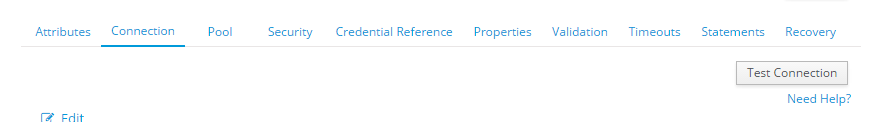 Attributes Connection Pool Security Credential Reference Properties Validation Timeouts Statements Recovery
Test Connection
Need Help?
Edit